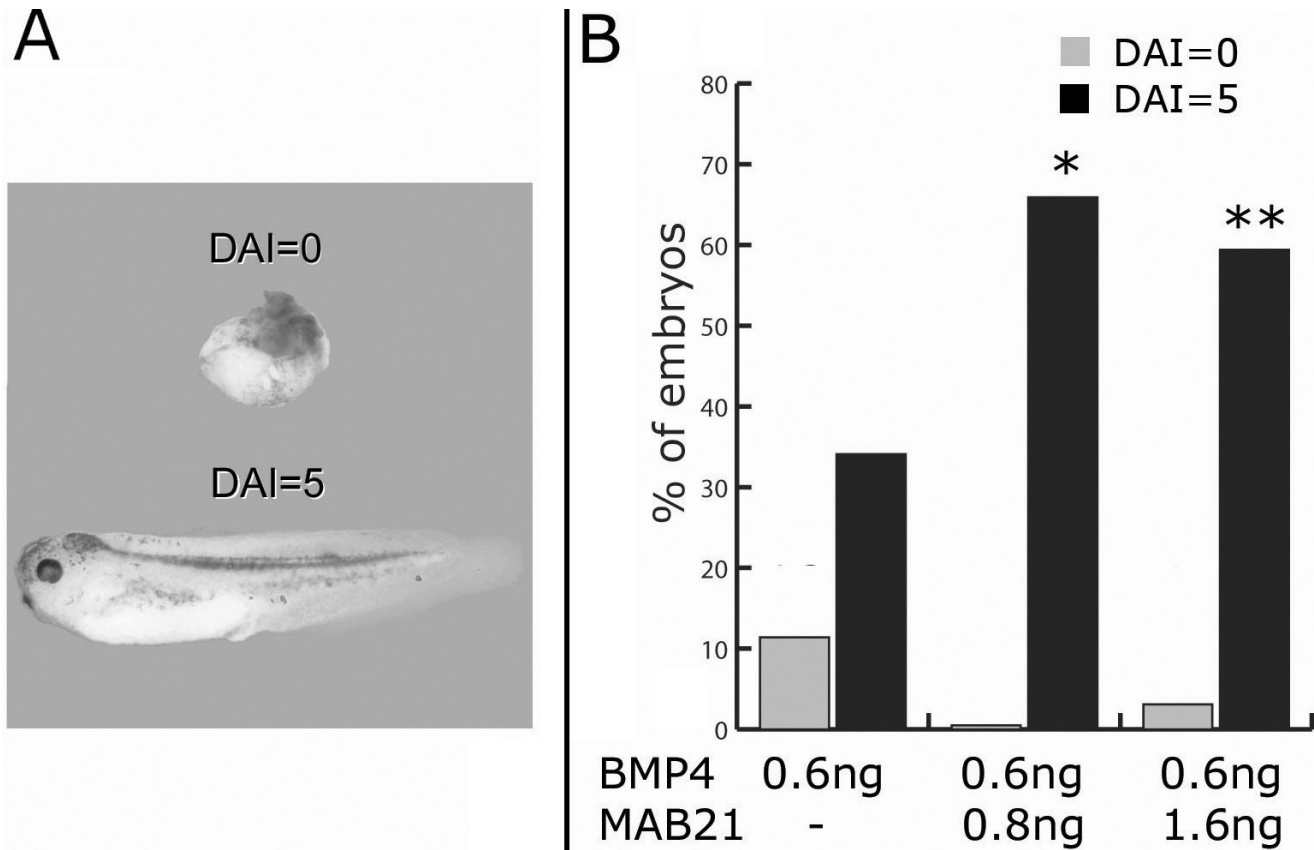 A
DAI=0
DAI=5
B
DAI=0
DAI=5
% of embryos
80
70
60
50
40
30
20
10
0
*
**
BMP4 0.6ng 0.6ng 0.6ng
MAB21 - 0.8ng 1.6ng